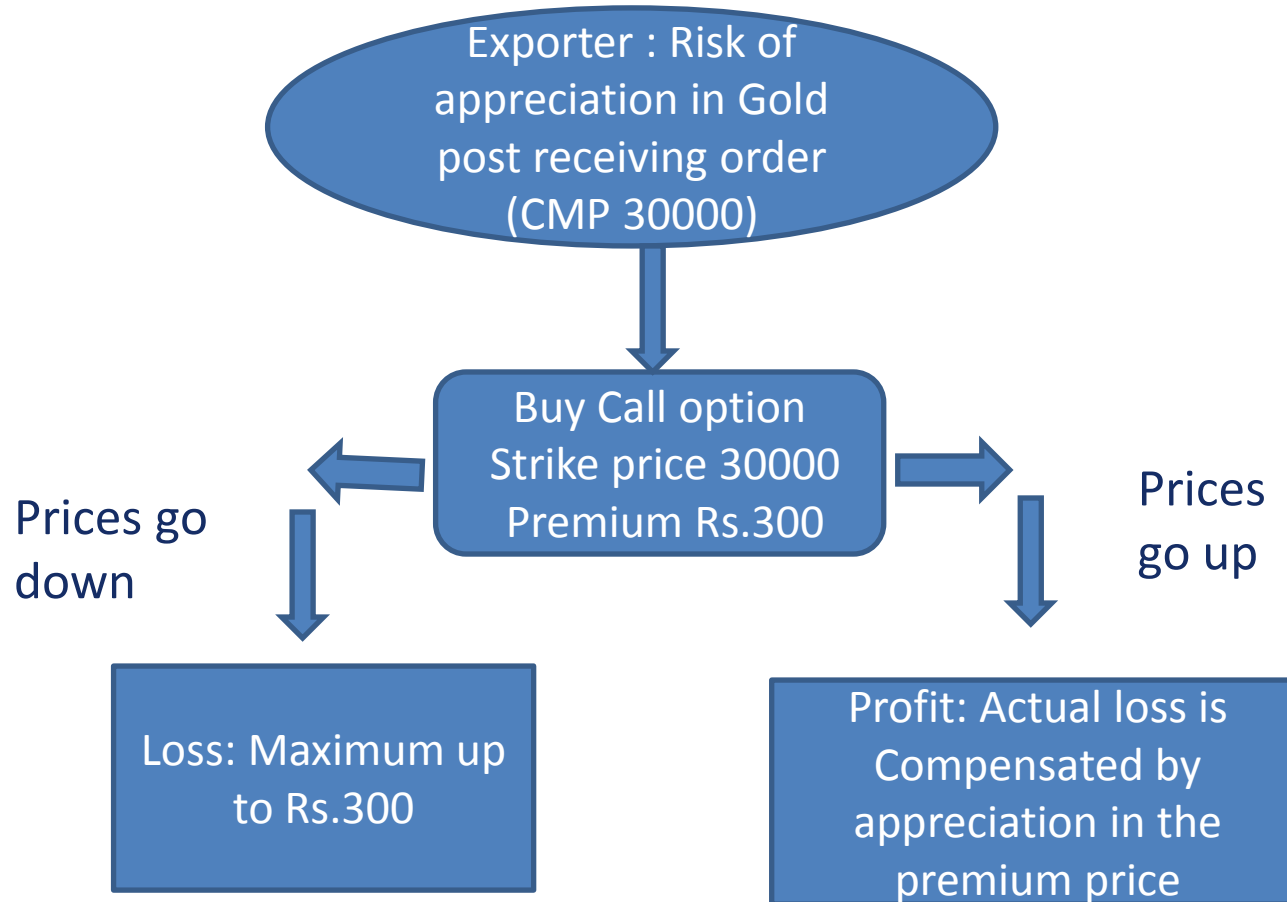 Exporter : Risk of
appreciation in Gold
post receiving order
(CMP 30000)
Buy Call option
Strike price 30000
Premium Rs.300
Prices go
down
Prices
go up
Loss: Maximum up
to Rs.300
Profit: Actual loss is
Compensated by
appreciation in the
premium price